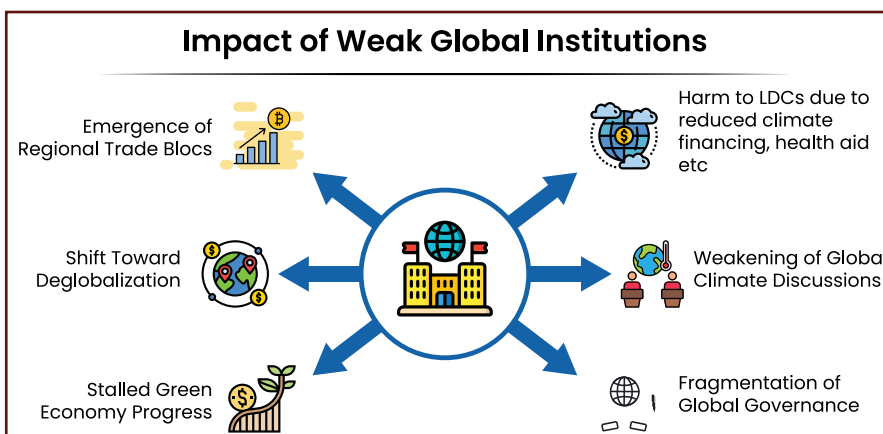 Impact of Weak Global Institutions
Emergence of
Regional Trade Blocs
Harm to LDCs due to
reduced climate
financing, health aid
etc
Shift Toward
Deglobalization
Weakening of Global
Climate Discussions
Stalled Green
Economy Progress
Fragmentation of
Global Governance